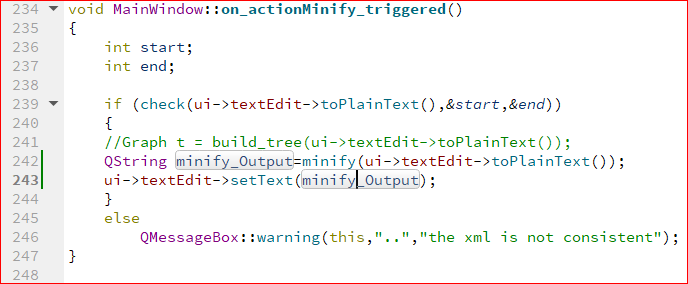 234 void MainWindow::on_actionMinify_triggered()
235 {
236 int start;
237 int end;
238
239 if (check(ui->textEdit->toPlainText(),&start,&end))
240 {
241 //Graph t = build_tree(ui->textEdit->toPlainText());
242 QString minify_Output=minify(ui->textEdit->toPlainText());
243 ui->textEdit->setText(minify_Output);
244 }
245 else
246 QMessageBox::warning(this,"..","the xml is not consistent");
247 }
248